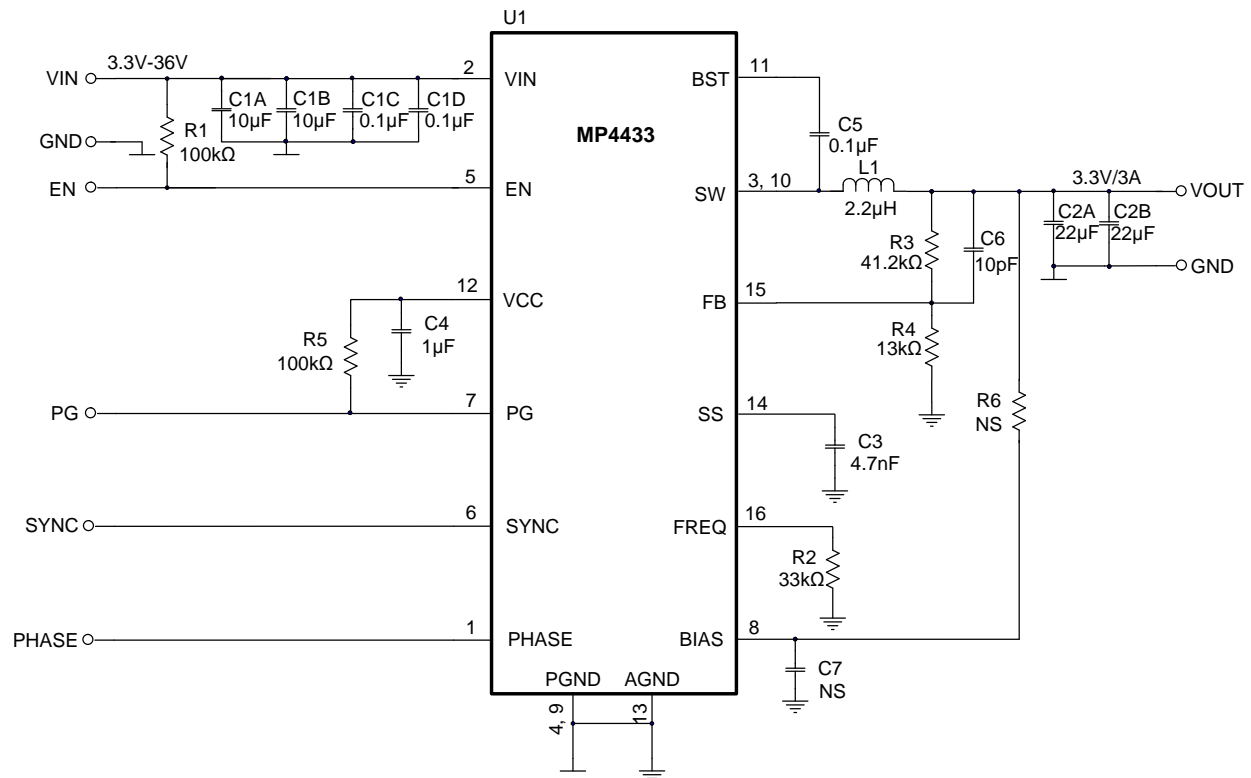 U1
3.3V-36V
VIN
2
VIN
C1A
10µF
C1B
10µF
C1C
0.1µF
C1D
0.1µF
R1
100kΩ
GND
EN
5
EN
VCC
12
R5
100kΩ
C4
1µF
PG
7
PG
SYNC
6
SYNC
PHASE
1
PHASE
MP4433
BST
11
C5
0.1µF
SW
3, 10
L1
2.2µH
3.3V/3A
VOUT
R3
41.2kΩ
C6
10pF
C2A
22µF
C2B
22µF
GND
FB
15
R4
13kΩ
R6
NS
SS
14
C3
4.7nF
FREQ
16
R2
33kΩ
BIAS
8
C7
NS
PGND
AGND
4, 9
13